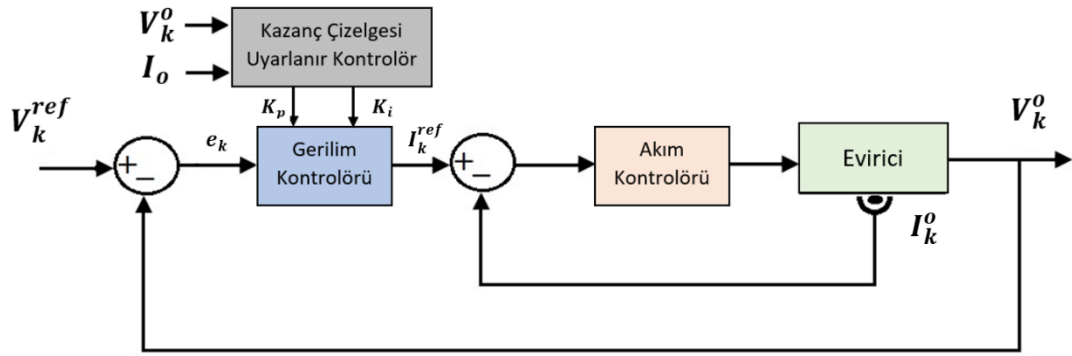 V_k^o
I_o
Kazanç Çizelgesi
Uyarlanır Kontrolör
K_p
K_i
V_k^ref
+
−
e_k
Gerilim
Kontrolörü
I_k^ref
+
−
Akım
Kontrolörü
Evirici
V_k^o
I_k^o